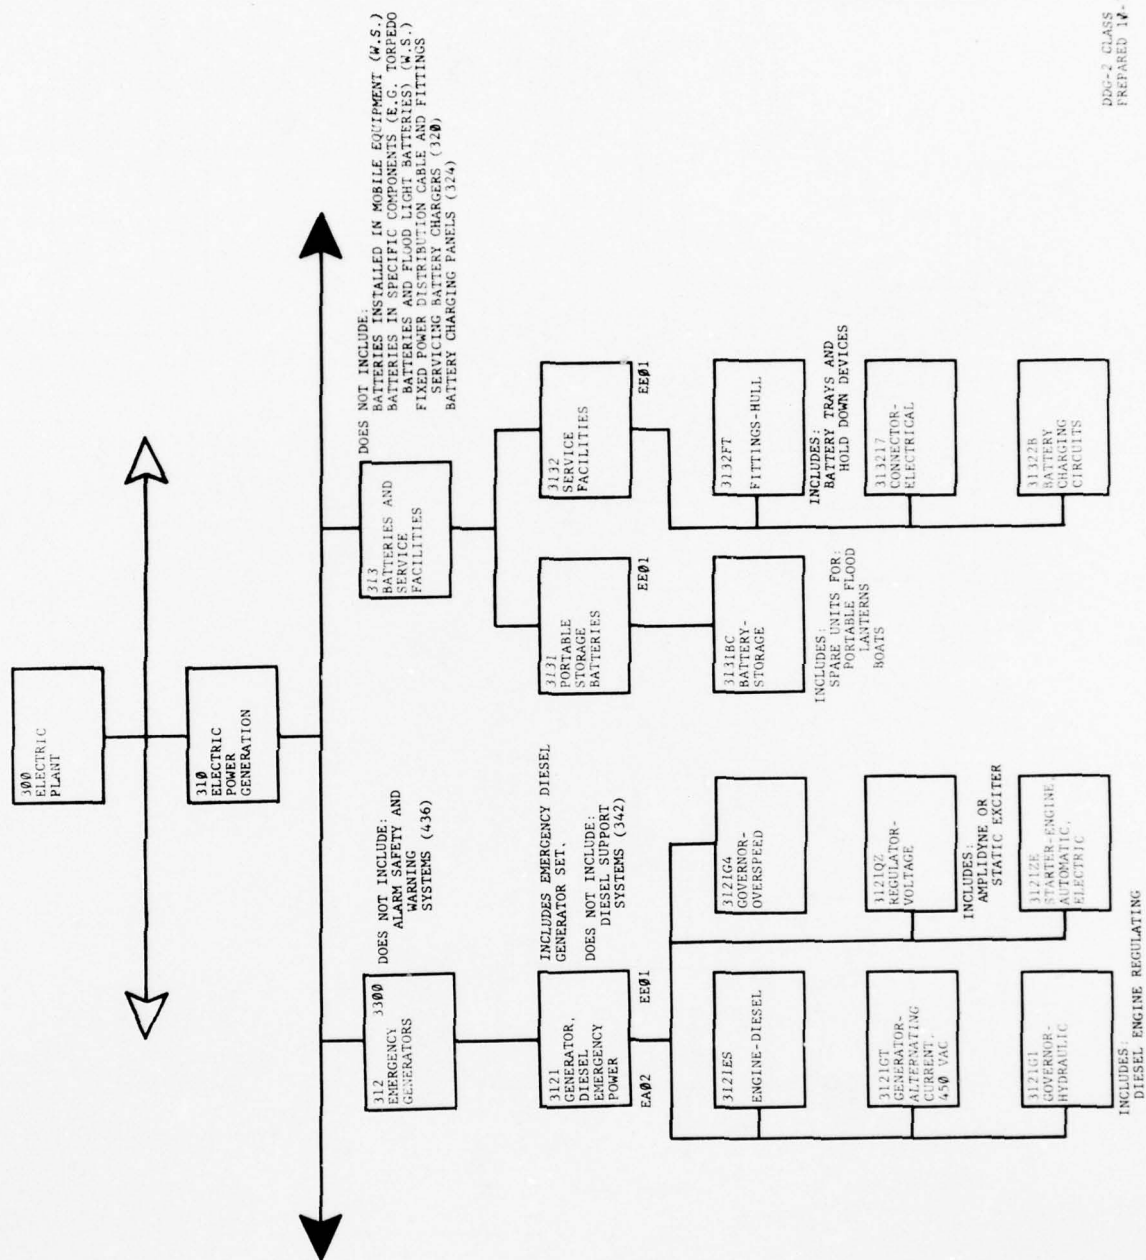 300
ELECTRIC
PLANT
310
ELECTRIC
POWER
GENERATION
312 3300
EMERGENCY
GENERATORS
DOES NOT INCLUDE:
ALARM SAFETY AND
WARNING
SYSTEMS (436)
3121
GENERATOR,
DIESEL
EMERGENCY
POWER
INCLUDES EMERGENCY DIESEL
GENERATOR SET.
DOES NOT INCLUDE:
DIESEL SUPPORT
SYSTEMS (342)
EA02 EE01
3121ES
ENGINE-DIESEL
3121GT
GENERATOR-
ALTERNATING
CURRENT,
450 VAC
3121G1
GOVERNOR-
HYDRAULIC
INCLUDES:
DIESEL ENGINE REGULATING
3121G4
GOVERNOR-
OVERSPEED
3121QZ
REGULATOR-
VOLTAGE
INCLUDES:
AMPLIDYNE OR
STATIC EXCITER
3121ZE
STARTER-ENGINE,
AUTOMATIC,
ELECTRIC
313
BATTERIES AND
SERVICE
FACILITIES
DOES NOT INCLUDE:
BATTERIES INSTALLED IN MOBILE EQUIPMENT (W.S.)
BATTERIES IN SPECIFIC COMPONENTS (E.G. TORPEDO
BATTERIES AND FLOOD LIGHT BATTERIES) (W.S.)
FIXED POWER DISTRIBUTION CABLE AND FITTINGS
SERVICING BATTERY CHARGERS (320)
BATTERY CHARGING PANELS (324)
3131
PORTABLE
STORAGE
BATTERIES
EE01
3131BC
BATTERY-
STORAGE
INCLUDES:
SPARE UNITS FOR:
PORTABLE FLOOD
LANTERNS
BOATS
3132
SERVICE
FACILITIES
EE01
3132FT
FITTINGS-HULL
INCLUDES:
BATTERY TRAYS AND
HOLD DOWN DEVICES
313217
CONNECTOR-
ELECTRICAL
31322B
BATTERY
CHARGING
CIRCUITS
DDG-2 CLASS
PREPARED 10-